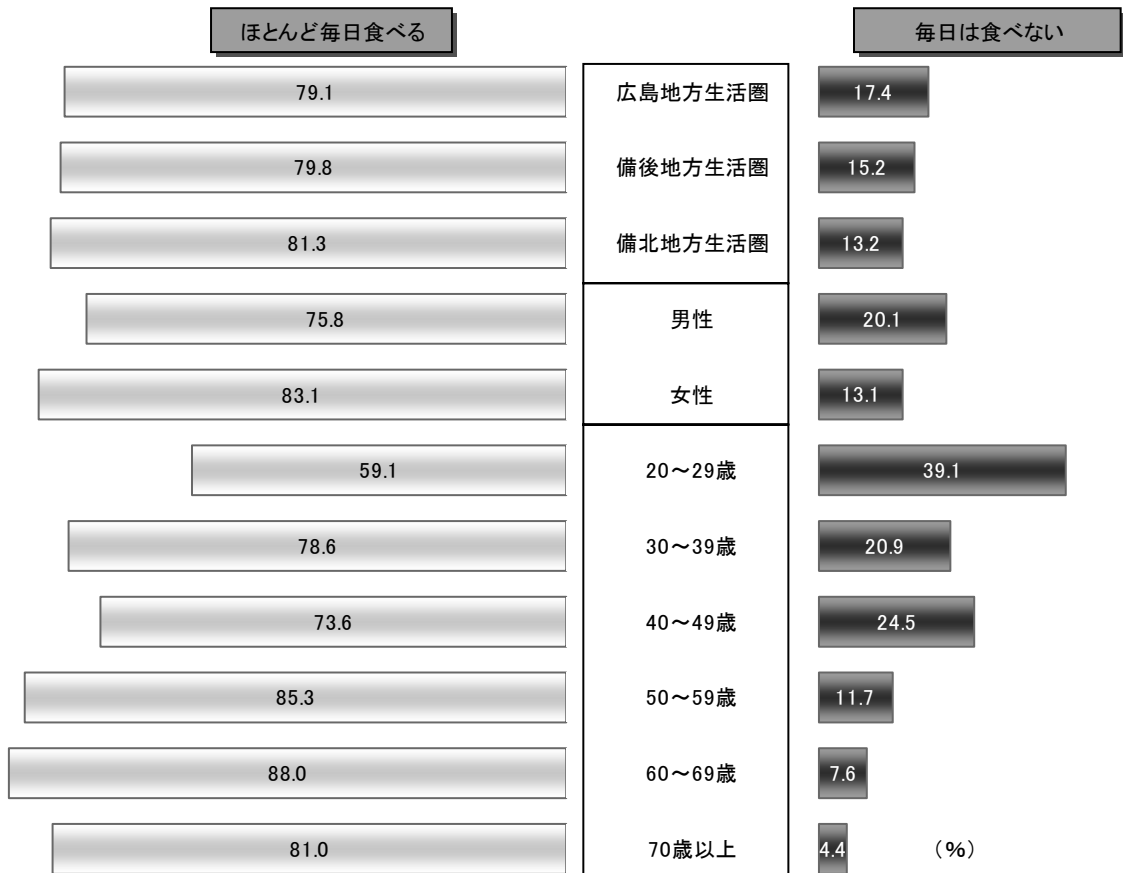 ほとんど毎日食べる 毎日は食べない
79.1 広島地方生活圏 17.4
79.8 備後地方生活圏 15.2
81.3 備北地方生活圏 13.2
75.8 男性 20.1
83.1 女性 13.1
59.1 20～29歳 39.1
78.6 30～39歳 20.9
73.6 40～49歳 24.5
85.3 50～59歳 11.7
88.0 60～69歳 7.6
81.0 70歳以上 4.4 （%）